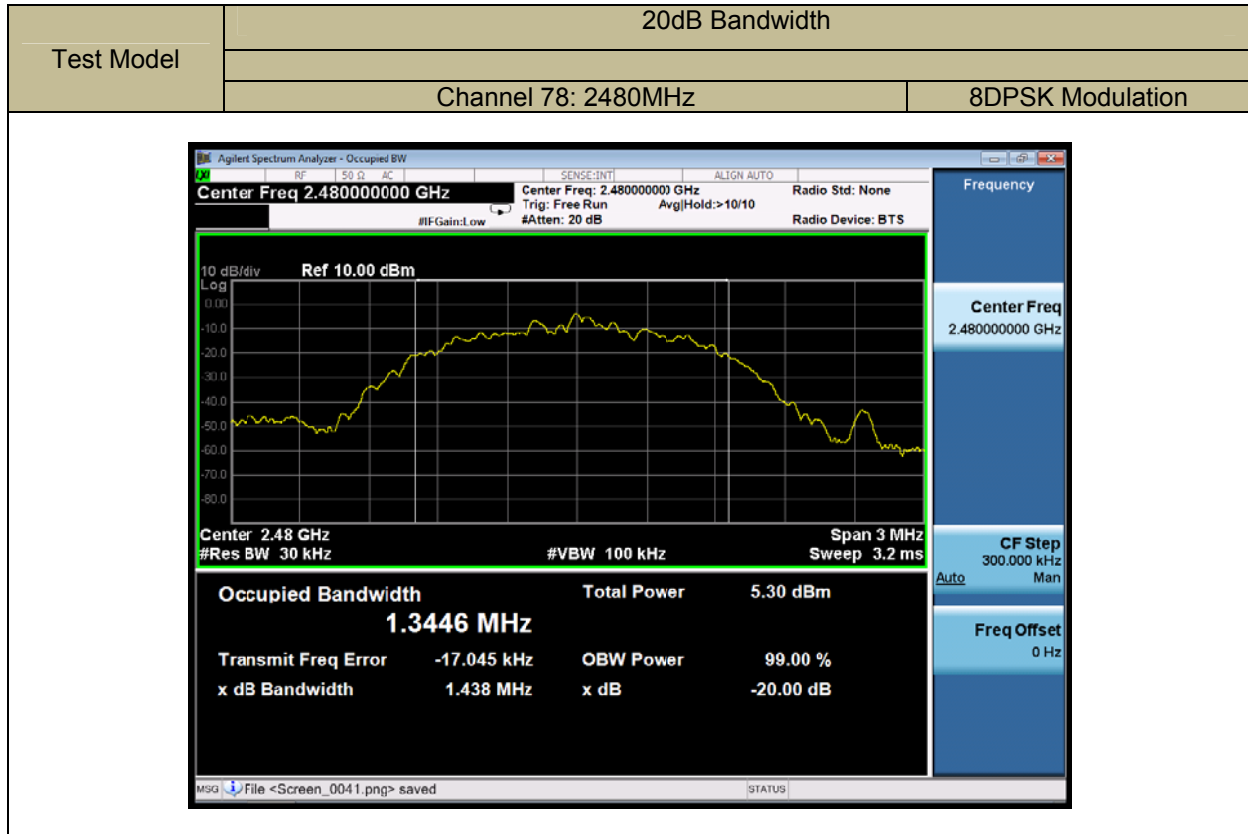 20dB Bandwidth
Test Model
Channel 78: 2480MHz 8DPSK Modulation
Agilent Spectrum Analyzer - Occupied BW
LXI RF 50 Ω AC SENSE:INT ALIGN AUTO
Center Freq 2.480000000 GHz
Center Freq: 2.480000000 GHz Radio Std: None
Trig: Free Run Avg|Hold:>10/10
#IFGain:Low #Atten: 20 dB Radio Device: BTS
10 dB/div Ref 10.00 dBm
Log
0.00
-10.0
-20.0
-30.0
-40.0
-50.0
-60.0
-70.0
-80.0
Center 2.48 GHz Span 3 MHz
#Res BW 30 kHz #VBW 100 kHz Sweep 3.2 ms
Occupied Bandwidth Total Power 5.30 dBm
1.3446 MHz
Transmit Freq Error -17.045 kHz OBW Power 99.00 %
x dB Bandwidth 1.438 MHz x dB -20.00 dB
Frequency
Center Freq
2.480000000 GHz
CF Step
300.000 kHz
Auto Man
Freq Offset
0 Hz
MSG File <Screen_0041.png> saved STATUS